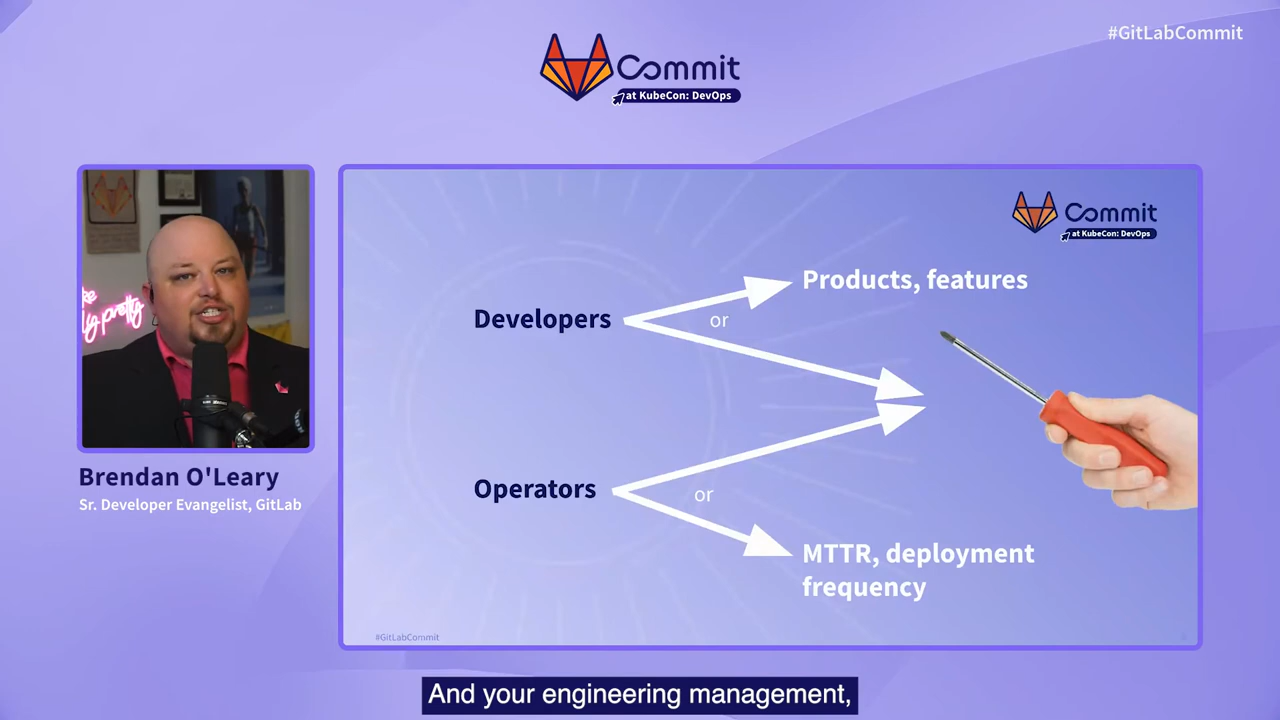 #GitLabCommit
Commit
at KubeCon: DevOps
Commit
at KubeCon: DevOps
Products, features
Developers
or
Operators
or
MTTR, deployment
frequency
#GitLabCommit
Brendan O'Leary
Sr. Developer Evangelist, GitLab
And your engineering management,